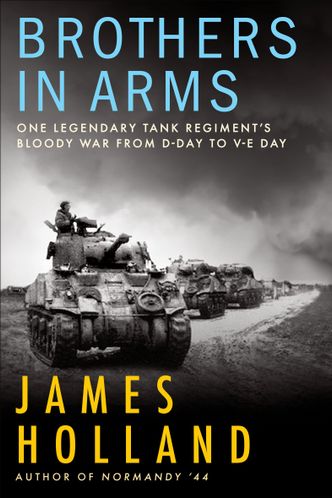 BROTHERS
IN ARMS
ONE LEGENDARY TANK REGIMENT'S
BLOODY WAR FROM D-DAY TO V-E DAY
JAMES
HOLLAND
AUTHOR OF NORMANDY '44